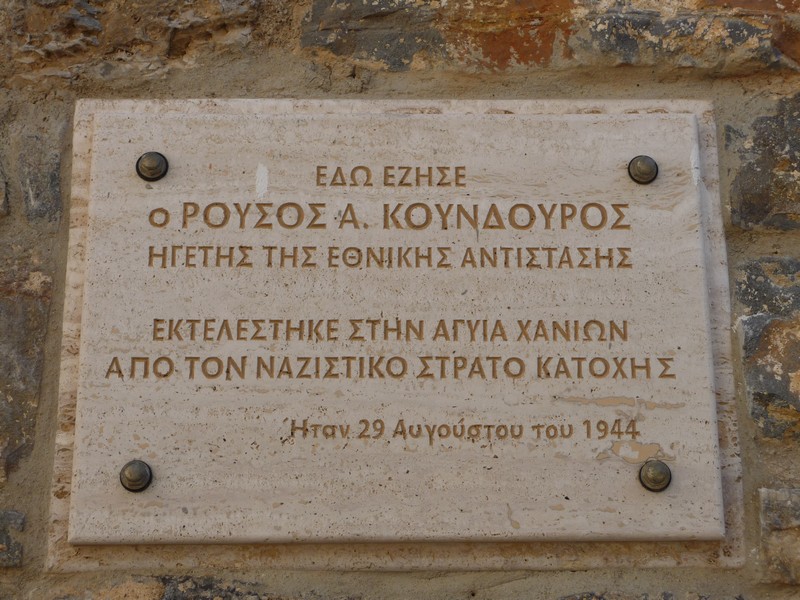 ΕΔΩ ΕΖΗΣΕ
ο ΡΟΥΣΟΣ Α. ΚΟΥΝΔΟΥΡΟΣ
ΗΓΕΤΗΣ ΤΗΣ ΕΘΝΙΚΗΣ ΑΝΤΙΣΤΑΣΗΣ
ΕΚΤΕΛΕΣΤΗΚΕ ΣΤΗΝ ΑΓΥΙΑ ΧΑΝΙΩΝ
ΑΠΟ ΤΟΝ ΝΑΖΙΣΤΙΚΟ ΣΤΡΑΤΟ ΚΑΤΟΧΗΣ
Ήταν 29 Αυγούστου του 1944